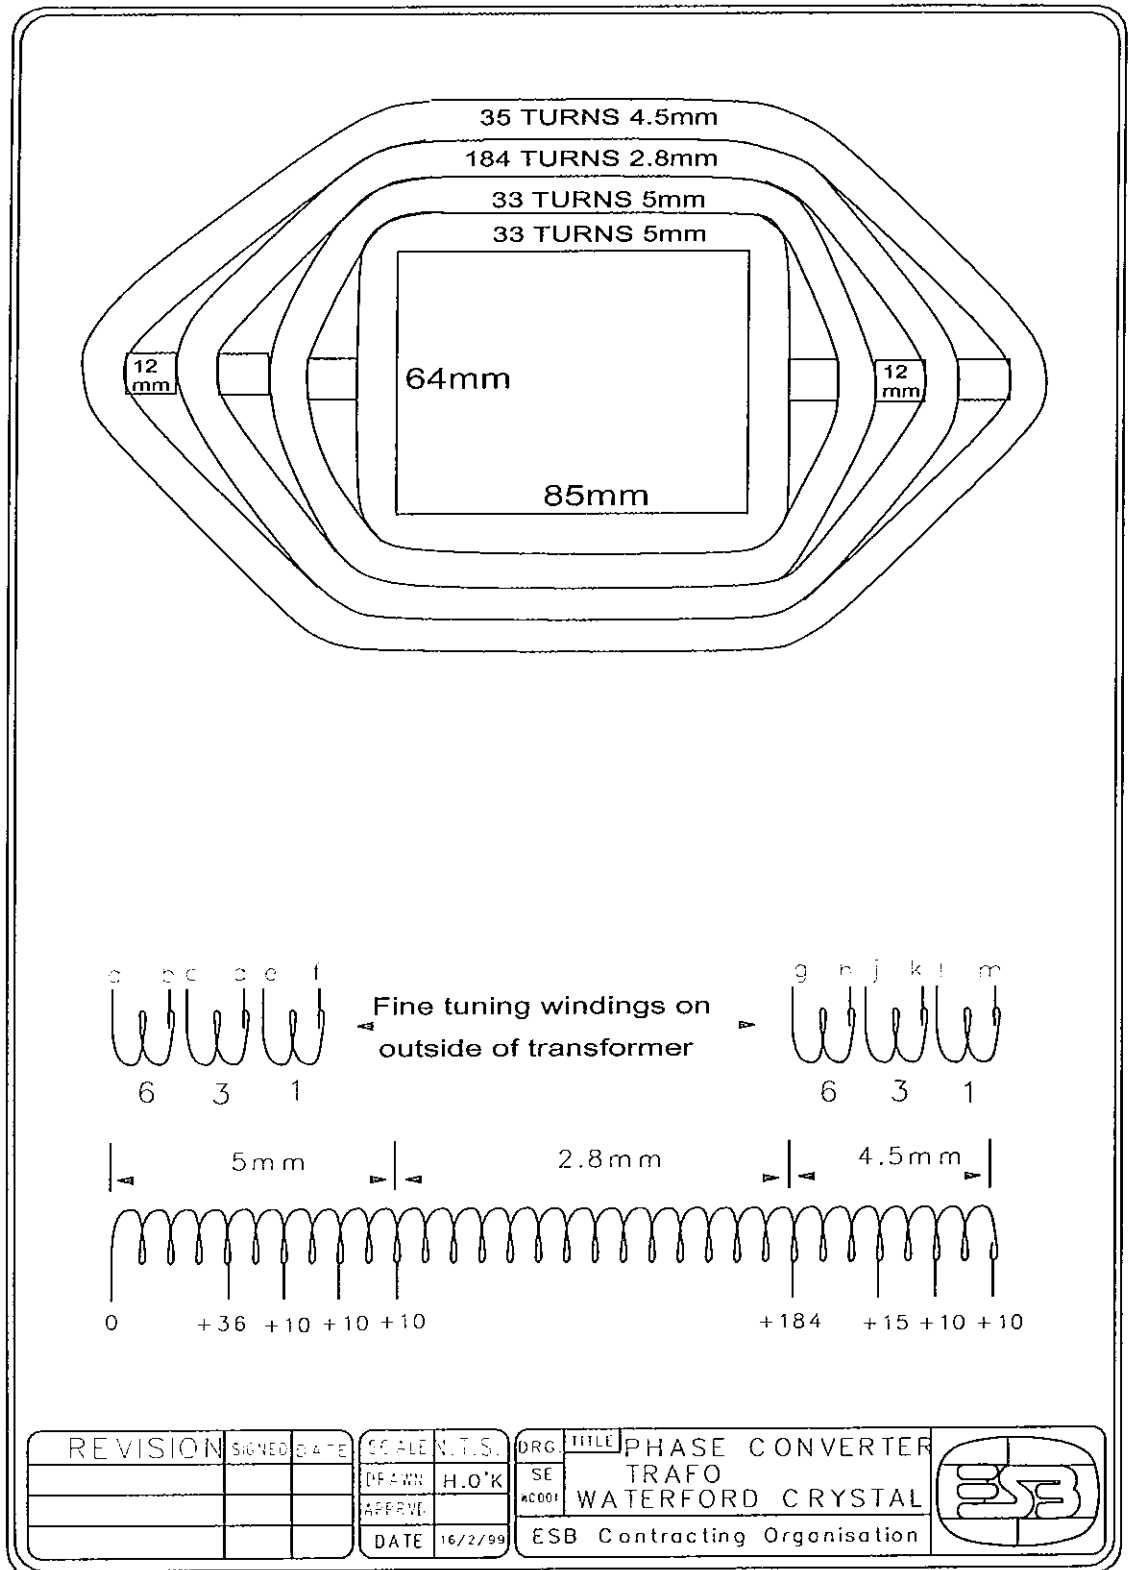 35 TURNS 4.5mm
184 TURNS 2.8mm
33 TURNS 5mm
33 TURNS 5mm
12 mm
12 mm
64mm
85mm
a b c d e f
g h j k l m
Fine tuning windings on
outside of transformer
6 3 1
6 3 1
5mm
2.8mm
4.5mm
0 +36 +10 +10 +10 +184 +15 +10 +10
REVISION SIGNED DATE
SCALE N.T.S.
DRAWN H.O'K
APPRVD
DATE 16/2/99
DRG.
SE
WC001
TITLE PHASE CONVERTER
TRAFO
WATERFORD CRYSTAL
ESB Contracting Organisation
ESB